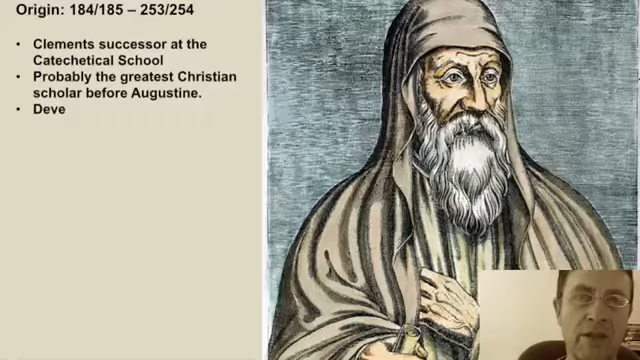 Origin: 184/185 – 253/254
• Clements successor at the
Catechetical School
• Probably the greatest Christian
scholar before Augustine.
• Deve